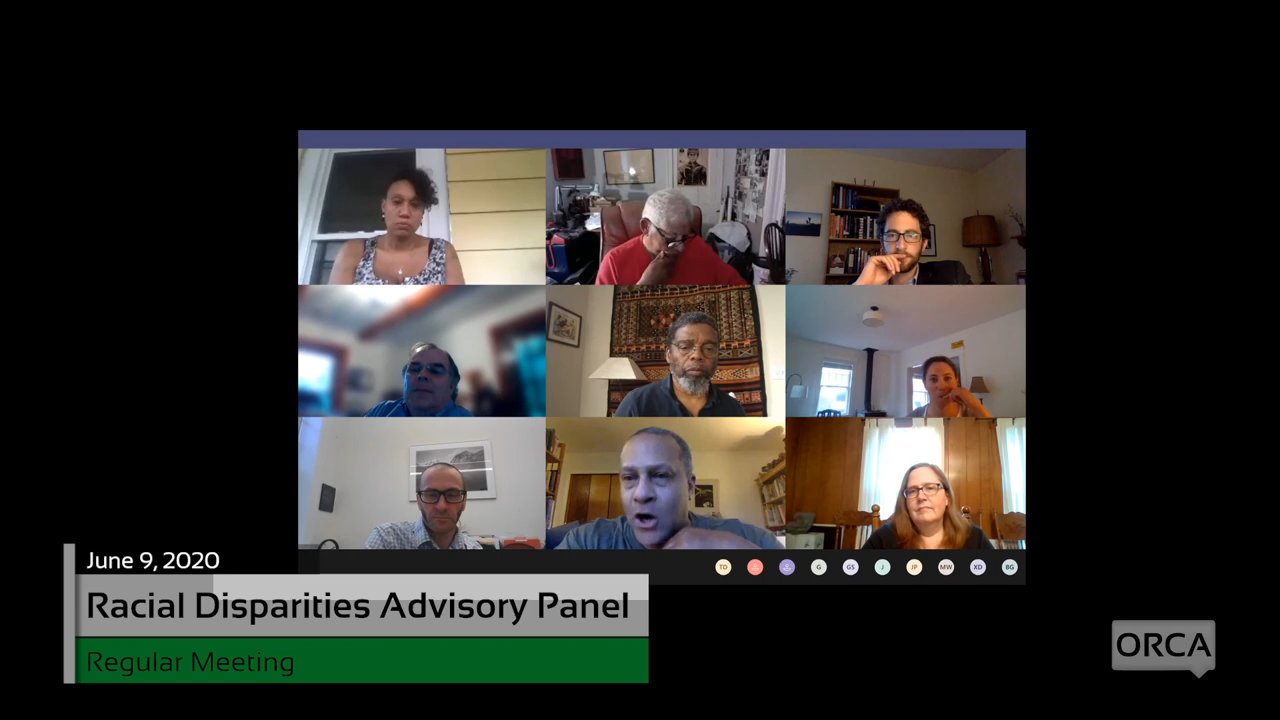 TD
G
GS
J
JP
MW
XD
BG
June 9, 2020
Racial Disparities Advisory Panel
Regular Meeting
ORCA